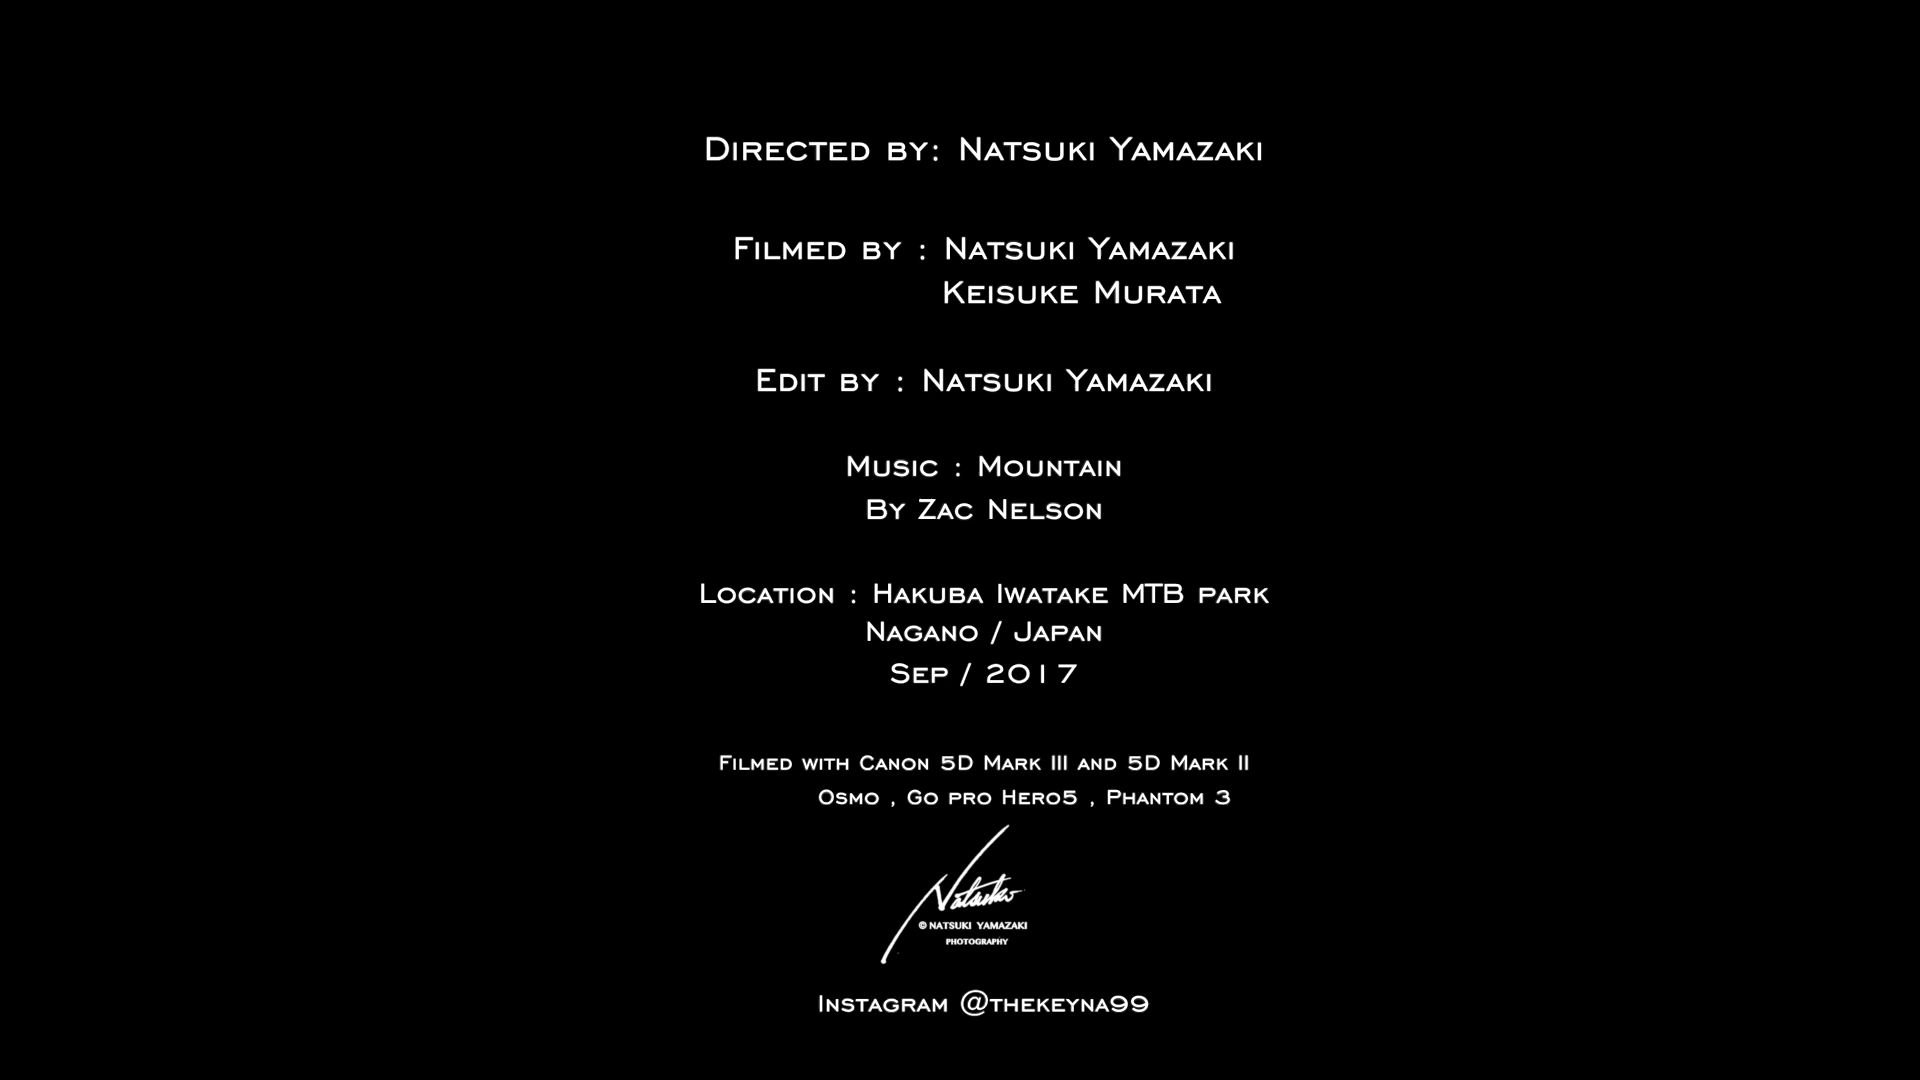 Directed by: Natsuki Yamazaki
Filmed by : Natsuki Yamazaki
Keisuke Murata
Edit by : Natsuki Yamazaki
Music : Mountain
By Zac Nelson
Location : Hakuba Iwatake MTB park
Nagano / Japan
Sep / 2017
Filmed with Canon 5D Mark III and 5D Mark II
Osmo , Go pro Hero5 , Phantom 3
Natsuki
© NATSUKI YAMAZAKI
PHOTOGRAPHY
Instagram @thekeyna99